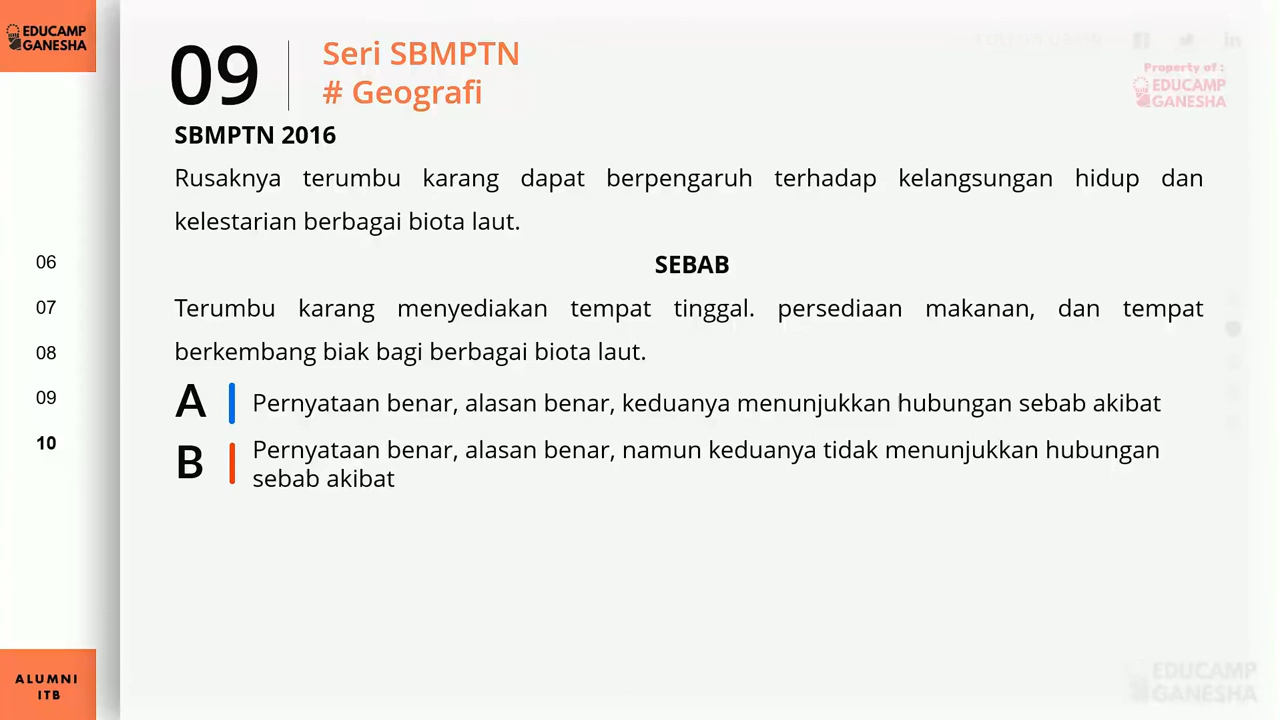 EDUCAMP
GANESHA
09
Seri SBMPTN
# Geografi
Property of :
EDUCAMP
GANESHA
SBMPTN 2016
Rusaknya terumbu karang dapat berpengaruh terhadap kelangsungan hidup dan
kelestarian berbagai biota laut.
SEBAB
Terumbu karang menyediakan tempat tinggal. persediaan makanan, dan tempat
berkembang biak bagi berbagai biota laut.
A Pernyataan benar, alasan benar, keduanya menunjukkan hubungan sebab akibat
B Pernyataan benar, alasan benar, namun keduanya tidak menunjukkan hubungan
sebab akibat
06
07
08
09
10
ALUMNI
ITB
EDUCAMP
GANESHA